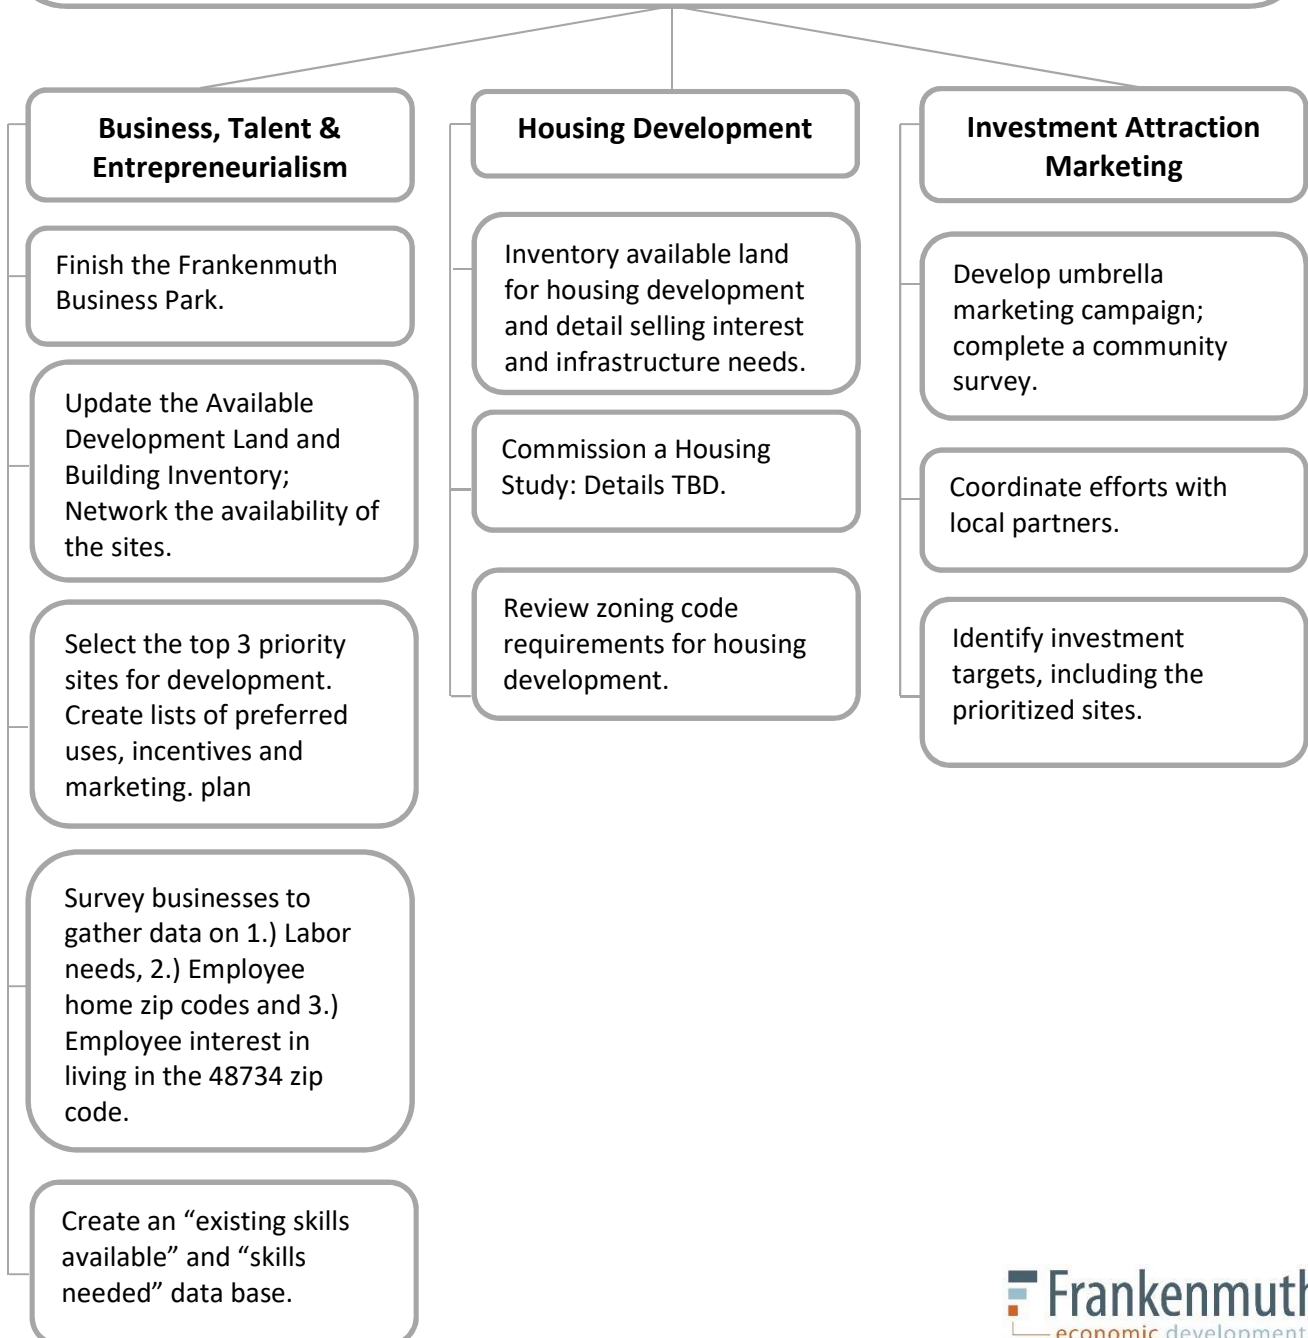 Business, Talent &
Entrepreneurialism
Finish the Frankenmuth
Business Park.
Update the Available
Development Land and
Building Inventory;
Network the availability of
the sites.
Select the top 3 priority
sites for development.
Create lists of preferred
uses, incentives and
marketing. plan
Survey businesses to
gather data on 1.) Labor
needs, 2.) Employee
home zip codes and 3.)
Employee interest in
living in the 48734 zip
code.
Create an “existing skills
available” and “skills
needed” data base.
Housing Development
Inventory available land
for housing development
and detail selling interest
and infrastructure needs.
Commission a Housing
Study: Details TBD.
Review zoning code
requirements for housing
development.
Investment Attraction
Marketing
Develop umbrella
marketing campaign;
complete a community
survey.
Coordinate efforts with
local partners.
Identify investment
targets, including the
prioritized sites.
Frankenmuth
economic development